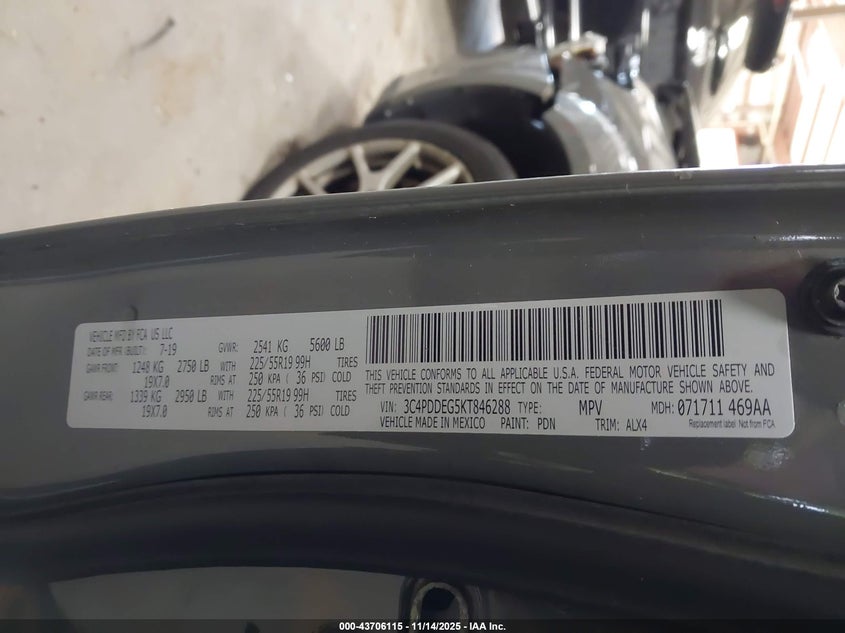 VEHICLE MFD BY FCA US LLC
DATE OF MFR (BUILT) 7-19 GVWR: 2541 KG 5600 LB
GAWR FRONT: 1248 KG 2750 LB WITH 225/55R19 99H TIRES
19X7.0 RIMS AT 250 KPA ( 36 PSI) COLD
GAWR REAR: 1339 KG 2950 LB WITH 225/55R19 99H TIRES
19X7.0 RIMS AT 250 KPA ( 36 PSI) COLD
THIS VEHICLE CONFORMS TO ALL APPLICABLE U.S.A. FEDERAL MOTOR VEHICLE SAFETY AND
THEFT PREVENTION STANDARDS IN EFFECT ON THE DATE OF MANUFACTURE SHOWN ABOVE.
VIN: 3C4PDDEG5KT846288 TYPE: MPV MDH: 071711 469AA
VEHICLE MADE IN MEXICO PAINT: PDN TRIM: ALX4 Replacement label Not from FCA
000-43706115 - 11/14/2025 - IAA Inc.